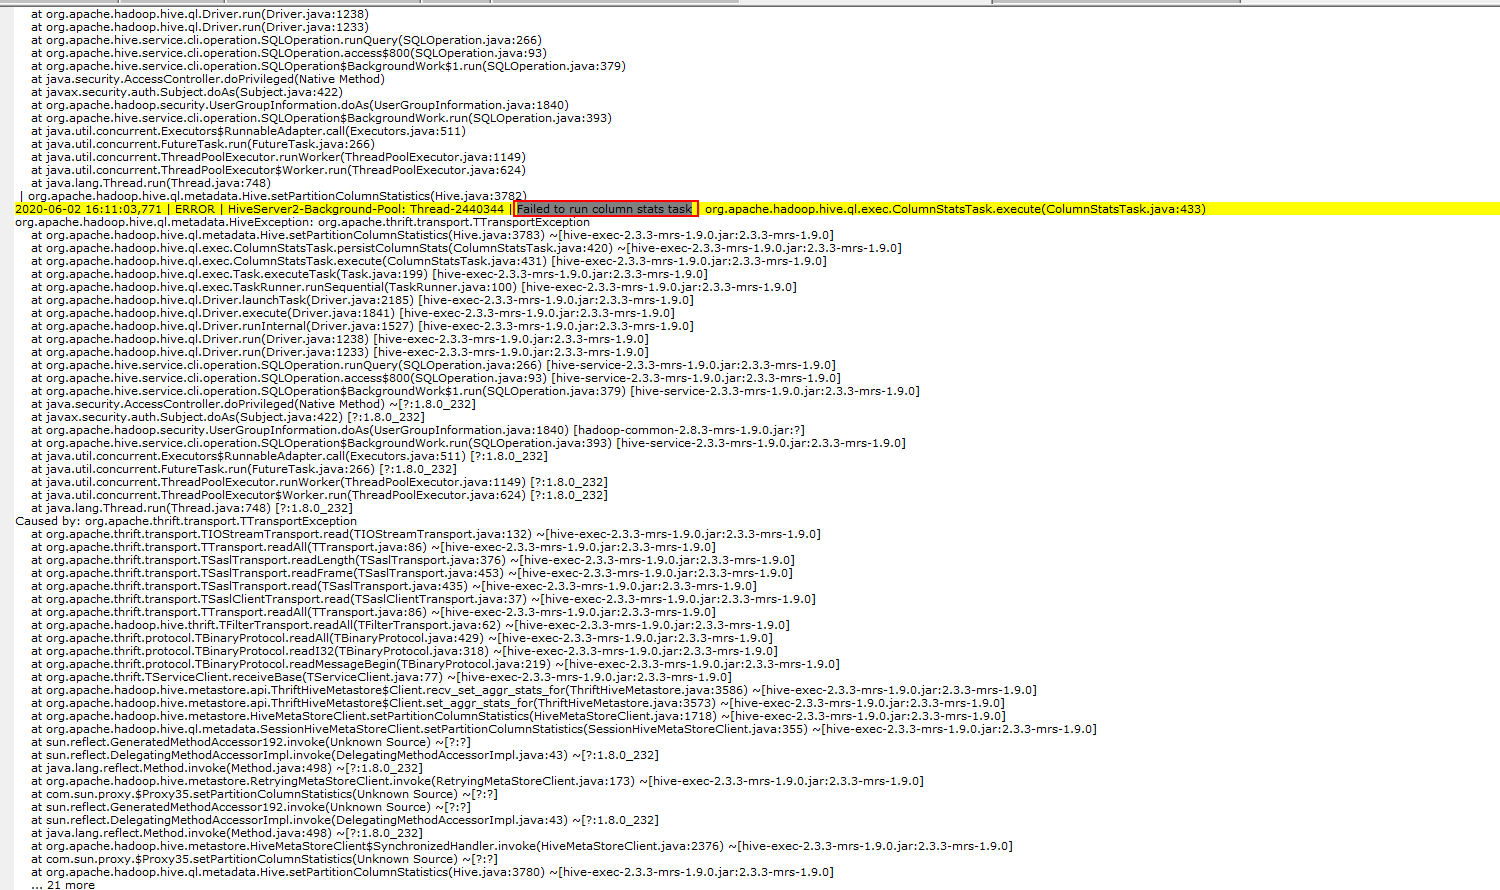 at org.apache.hadoop.hive.ql.Driver.run(Driver.java:1238)
at org.apache.hadoop.hive.ql.Driver.run(Driver.java:1233)
at org.apache.hive.service.cli.operation.SQLOperation.runQuery(SQLOperation.java:266)
at org.apache.hive.service.cli.operation.SQLOperation.access$800(SQLOperation.java:93)
at org.apache.hive.service.cli.operation.SQLOperation$BackgroundWork$1.run(SQLOperation.java:379)
at java.security.AccessController.doPrivileged(Native Method)
at javax.security.auth.Subject.doAs(Subject.java:422)
at org.apache.hadoop.security.UserGroupInformation.doAs(UserGroupInformation.java:1840)
at org.apache.hive.service.cli.operation.SQLOperation$BackgroundWork.run(SQLOperation.java:393)
at java.util.concurrent.Executors$RunnableAdapter.call(Executors.java:511)
at java.util.concurrent.FutureTask.run(FutureTask.java:266)
at java.util.concurrent.ThreadPoolExecutor.runWorker(ThreadPoolExecutor.java:1149)
at java.util.concurrent.ThreadPoolExecutor$Worker.run(ThreadPoolExecutor.java:624)
at java.lang.Thread.run(Thread.java:748)
| org.apache.hadoop.hive.ql.metadata.Hive.setPartitionColumnStatistics(Hive.java:3782)
2020-06-02 16:11:03,771 | ERROR | HiveServer2-Background-Pool: Thread-2440344 | Failed to run column stats task | org.apache.hadoop.hive.ql.exec.ColumnStatsTask.execute(ColumnStatsTask.java:433)
org.apache.hadoop.hive.ql.metadata.HiveException: org.apache.thrift.transport.TTransportException
at org.apache.hadoop.hive.ql.metadata.Hive.setPartitionColumnStatistics(Hive.java:3783) ~[hive-exec-2.3.3-mrs-1.9.0.jar:2.3.3-mrs-1.9.0]
at org.apache.hadoop.hive.ql.exec.ColumnStatsTask.persistColumnStats(ColumnStatsTask.java:420) ~[hive-exec-2.3.3-mrs-1.9.0.jar:2.3.3-mrs-1.9.0]
at org.apache.hadoop.hive.ql.exec.ColumnStatsTask.execute(ColumnStatsTask.java:431) [hive-exec-2.3.3-mrs-1.9.0.jar:2.3.3-mrs-1.9.0]
at org.apache.hadoop.hive.ql.exec.Task.executeTask(Task.java:199) [hive-exec-2.3.3-mrs-1.9.0.jar:2.3.3-mrs-1.9.0]
at org.apache.hadoop.hive.ql.exec.TaskRunner.runSequential(TaskRunner.java:100) [hive-exec-2.3.3-mrs-1.9.0.jar:2.3.3-mrs-1.9.0]
at org.apache.hadoop.hive.ql.Driver.launchTask(Driver.java:2185) [hive-exec-2.3.3-mrs-1.9.0.jar:2.3.3-mrs-1.9.0]
at org.apache.hadoop.hive.ql.Driver.execute(Driver.java:1841) [hive-exec-2.3.3-mrs-1.9.0.jar:2.3.3-mrs-1.9.0]
at org.apache.hadoop.hive.ql.Driver.runInternal(Driver.java:1527) [hive-exec-2.3.3-mrs-1.9.0.jar:2.3.3-mrs-1.9.0]
at org.apache.hadoop.hive.ql.Driver.run(Driver.java:1238) [hive-exec-2.3.3-mrs-1.9.0.jar:2.3.3-mrs-1.9.0]
at org.apache.hadoop.hive.ql.Driver.run(Driver.java:1233) [hive-exec-2.3.3-mrs-1.9.0.jar:2.3.3-mrs-1.9.0]
at org.apache.hive.service.cli.operation.SQLOperation.runQuery(SQLOperation.java:266) [hive-service-2.3.3-mrs-1.9.0.jar:2.3.3-mrs-1.9.0]
at org.apache.hive.service.cli.operation.SQLOperation.access$800(SQLOperation.java:93) [hive-service-2.3.3-mrs-1.9.0.jar:2.3.3-mrs-1.9.0]
at org.apache.hive.service.cli.operation.SQLOperation$BackgroundWork$1.run(SQLOperation.java:379) [hive-service-2.3.3-mrs-1.9.0.jar:2.3.3-mrs-1.9.0]
at java.security.AccessController.doPrivileged(Native Method) ~[?:1.8.0_232]
at javax.security.auth.Subject.doAs(Subject.java:422) [?:1.8.0_232]
at org.apache.hadoop.security.UserGroupInformation.doAs(UserGroupInformation.java:1840) [hadoop-common-2.8.3-mrs-1.9.0.jar:?]
at org.apache.hive.service.cli.operation.SQLOperation$BackgroundWork.run(SQLOperation.java:393) [hive-service-2.3.3-mrs-1.9.0.jar:2.3.3-mrs-1.9.0]
at java.util.concurrent.Executors$RunnableAdapter.call(Executors.java:511) [?:1.8.0_232]
at java.util.concurrent.FutureTask.run(FutureTask.java:266) [?:1.8.0_232]
at java.util.concurrent.ThreadPoolExecutor.runWorker(ThreadPoolExecutor.java:1149) [?:1.8.0_232]
at java.util.concurrent.ThreadPoolExecutor$Worker.run(ThreadPoolExecutor.java:624) [?:1.8.0_232]
at java.lang.Thread.run(Thread.java:748) [?:1.8.0_232]
Caused by: org.apache.thrift.transport.TTransportException
at org.apache.thrift.transport.TIOStreamTransport.read(TIOStreamTransport.java:132) ~[hive-exec-2.3.3-mrs-1.9.0.jar:2.3.3-mrs-1.9.0]
at org.apache.thrift.transport.TTransport.readAll(TTransport.java:86) ~[hive-exec-2.3.3-mrs-1.9.0.jar:2.3.3-mrs-1.9.0]
at org.apache.thrift.transport.TSaslTransport.readLength(TSaslTransport.java:376) ~[hive-exec-2.3.3-mrs-1.9.0.jar:2.3.3-mrs-1.9.0]
at org.apache.thrift.transport.TSaslTransport.readFrame(TSaslTransport.java:453) ~[hive-exec-2.3.3-mrs-1.9.0.jar:2.3.3-mrs-1.9.0]
at org.apache.thrift.transport.TSaslTransport.read(TSaslTransport.java:435) ~[hive-exec-2.3.3-mrs-1.9.0.jar:2.3.3-mrs-1.9.0]
at org.apache.thrift.transport.TSaslClientTransport.read(TSaslClientTransport.java:37) ~[hive-exec-2.3.3-mrs-1.9.0.jar:2.3.3-mrs-1.9.0]
at org.apache.thrift.transport.TTransport.readAll(TTransport.java:86) ~[hive-exec-2.3.3-mrs-1.9.0.jar:2.3.3-mrs-1.9.0]
at org.apache.hadoop.hive.thrift.TFilterTransport.readAll(TFilterTransport.java:62) ~[hive-exec-2.3.3-mrs-1.9.0.jar:2.3.3-mrs-1.9.0]
at org.apache.thrift.protocol.TBinaryProtocol.readAll(TBinaryProtocol.java:429) ~[hive-exec-2.3.3-mrs-1.9.0.jar:2.3.3-mrs-1.9.0]
at org.apache.thrift.protocol.TBinaryProtocol.readI32(TBinaryProtocol.java:318) ~[hive-exec-2.3.3-mrs-1.9.0.jar:2.3.3-mrs-1.9.0]
at org.apache.thrift.protocol.TBinaryProtocol.readMessageBegin(TBinaryProtocol.java:219) ~[hive-exec-2.3.3-mrs-1.9.0.jar:2.3.3-mrs-1.9.0]
at org.apache.thrift.TServiceClient.receiveBase(TServiceClient.java:77) ~[hive-exec-2.3.3-mrs-1.9.0.jar:2.3.3-mrs-1.9.0]
at org.apache.hadoop.hive.metastore.api.ThriftHiveMetastore$Client.recv_set_aggr_stats_for(ThriftHiveMetastore.java:3586) ~[hive-exec-2.3.3-mrs-1.9.0.jar:2.3.3-mrs-1.9.0]
at org.apache.hadoop.hive.metastore.api.ThriftHiveMetastore$Client.set_aggr_stats_for(ThriftHiveMetastore.java:3573) ~[hive-exec-2.3.3-mrs-1.9.0.jar:2.3.3-mrs-1.9.0]
at org.apache.hadoop.hive.metastore.HiveMetaStoreClient.setPartitionColumnStatistics(HiveMetaStoreClient.java:1718) ~[hive-exec-2.3.3-mrs-1.9.0.jar:2.3.3-mrs-1.9.0]
at org.apache.hadoop.hive.ql.metadata.SessionHiveMetaStoreClient.setPartitionColumnStatistics(SessionHiveMetaStoreClient.java:355) ~[hive-exec-2.3.3-mrs-1.9.0.jar:2.3.3-mrs-1.9.0]
at sun.reflect.GeneratedMethodAccessor192.invoke(Unknown Source) ~[?:?]
at sun.reflect.DelegatingMethodAccessorImpl.invoke(DelegatingMethodAccessorImpl.java:43) ~[?:1.8.0_232]
at java.lang.reflect.Method.invoke(Method.java:498) ~[?:1.8.0_232]
at org.apache.hadoop.hive.metastore.RetryingMetaStoreClient.invoke(RetryingMetaStoreClient.java:173) ~[hive-exec-2.3.3-mrs-1.9.0.jar:2.3.3-mrs-1.9.0]
at com.sun.proxy.$Proxy35.setPartitionColumnStatistics(Unknown Source) ~[?:?]
at sun.reflect.GeneratedMethodAccessor192.invoke(Unknown Source) ~[?:?]
at sun.reflect.DelegatingMethodAccessorImpl.invoke(DelegatingMethodAccessorImpl.java:43) ~[?:1.8.0_232]
at java.lang.reflect.Method.invoke(Method.java:498) ~[?:1.8.0_232]
at org.apache.hadoop.hive.metastore.HiveMetaStoreClient$SynchronizedHandler.invoke(HiveMetaStoreClient.java:2376) ~[hive-exec-2.3.3-mrs-1.9.0.jar:2.3.3-mrs-1.9.0]
at com.sun.proxy.$Proxy35.setPartitionColumnStatistics(Unknown Source) ~[?:?]
at org.apache.hadoop.hive.ql.metadata.Hive.setPartitionColumnStatistics(Hive.java:3780) ~[hive-exec-2.3.3-mrs-1.9.0.jar:2.3.3-mrs-1.9.0]
... 21 more